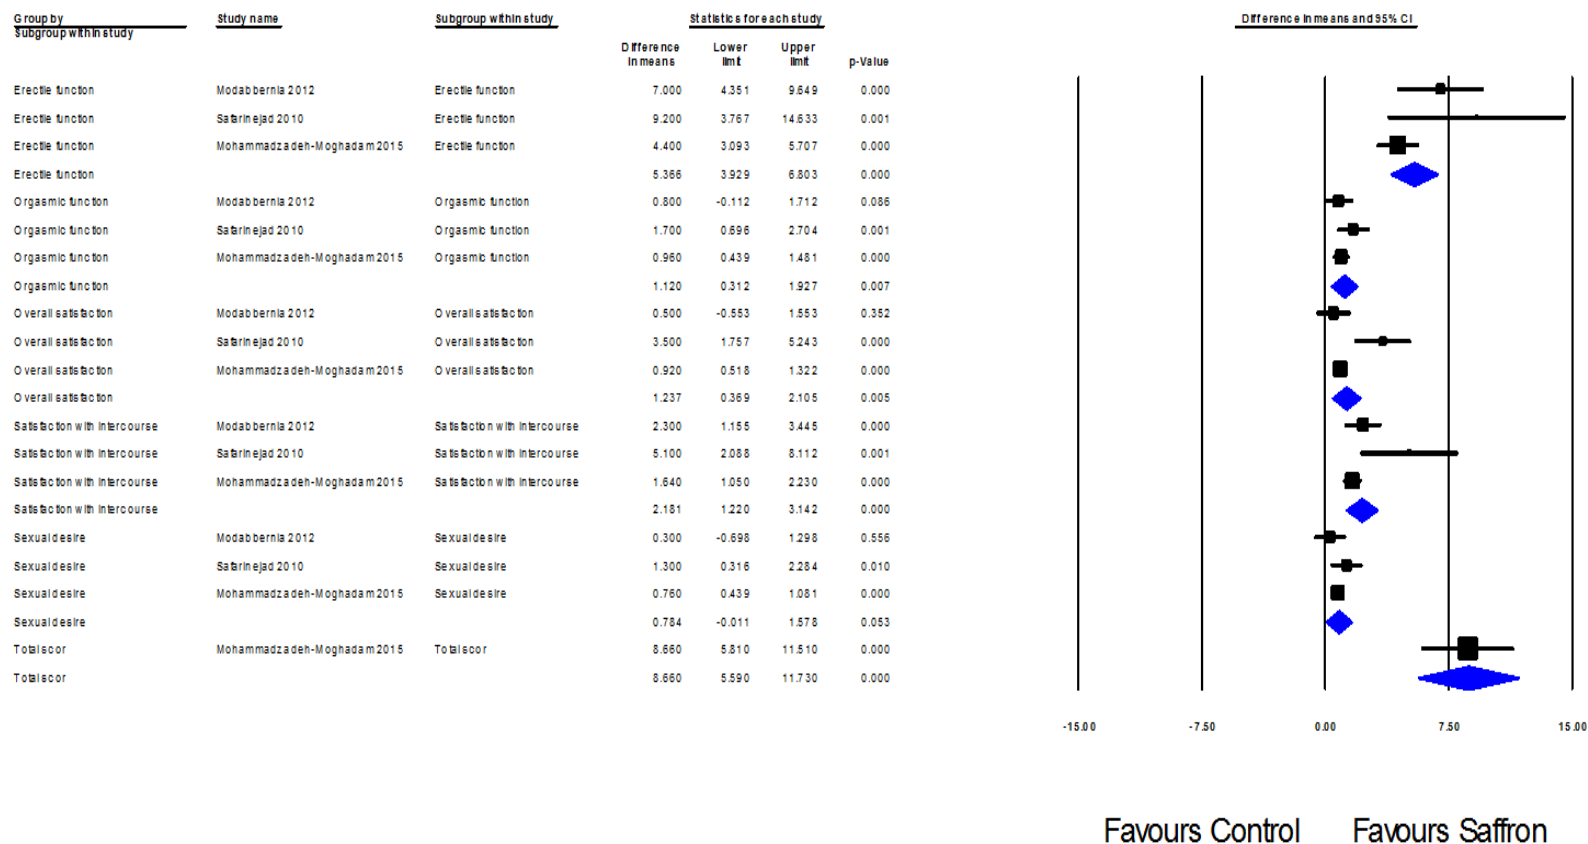 Group by Study name Subgroup within study Statistics for each study Difference in means and 95% CI
Subgroup within study
Difference Lower Upper
in means limit limit p-Value
Erectile function Modabbernia 2012 Erectile function 7.000 4.351 9.649 0.000
Erectile function Safarinejad 2010 Erectile function 9.200 3.767 14.633 0.001
Erectile function Mohammadzadeh-Moghadam 2015 Erectile function 4.400 3.093 5.707 0.000
Erectile function 5.366 3.929 6.803 0.000
Orgasmic function Modabbernia 2012 Orgasmic function 0.800 -0.112 1.712 0.086
Orgasmic function Safarinejad 2010 Orgasmic function 1.700 0.696 2.704 0.001
Orgasmic function Mohammadzadeh-Moghadam 2015 Orgasmic function 0.960 0.439 1.481 0.000
Orgasmic function 1.120 0.312 1.927 0.007
Overall satisfaction Modabbernia 2012 Overall satisfaction 0.500 -0.553 1.553 0.352
Overall satisfaction Safarinejad 2010 Overall satisfaction 3.500 1.757 5.243 0.000
Overall satisfaction Mohammadzadeh-Moghadam 2015 Overall satisfaction 0.920 0.518 1.322 0.000
Overall satisfaction 1.237 0.369 2.105 0.005
Satisfaction with intercourse Modabbernia 2012 Satisfaction with intercourse 2.300 1.155 3.445 0.000
Satisfaction with intercourse Safarinejad 2010 Satisfaction with intercourse 5.100 2.088 8.112 0.001
Satisfaction with intercourse Mohammadzadeh-Moghadam 2015 Satisfaction with intercourse 1.640 1.050 2.230 0.000
Satisfaction with intercourse 2.181 1.220 3.142 0.000
Sexual desire Modabbernia 2012 Sexual desire 0.300 -0.698 1.298 0.556
Sexual desire Safarinejad 2010 Sexual desire 1.300 0.316 2.284 0.010
Sexual desire Mohammadzadeh-Moghadam 2015 Sexual desire 0.760 0.439 1.081 0.000
Sexual desire 0.784 -0.011 1.578 0.053
Total scor Mohammadzadeh-Moghadam 2015 Total scor 8.660 5.810 11.510 0.000
Total scor 8.660 5.590 11.730 0.000
-15.00 -7.50 0.00 7.50 15.00
Favours Control Favours Saffron